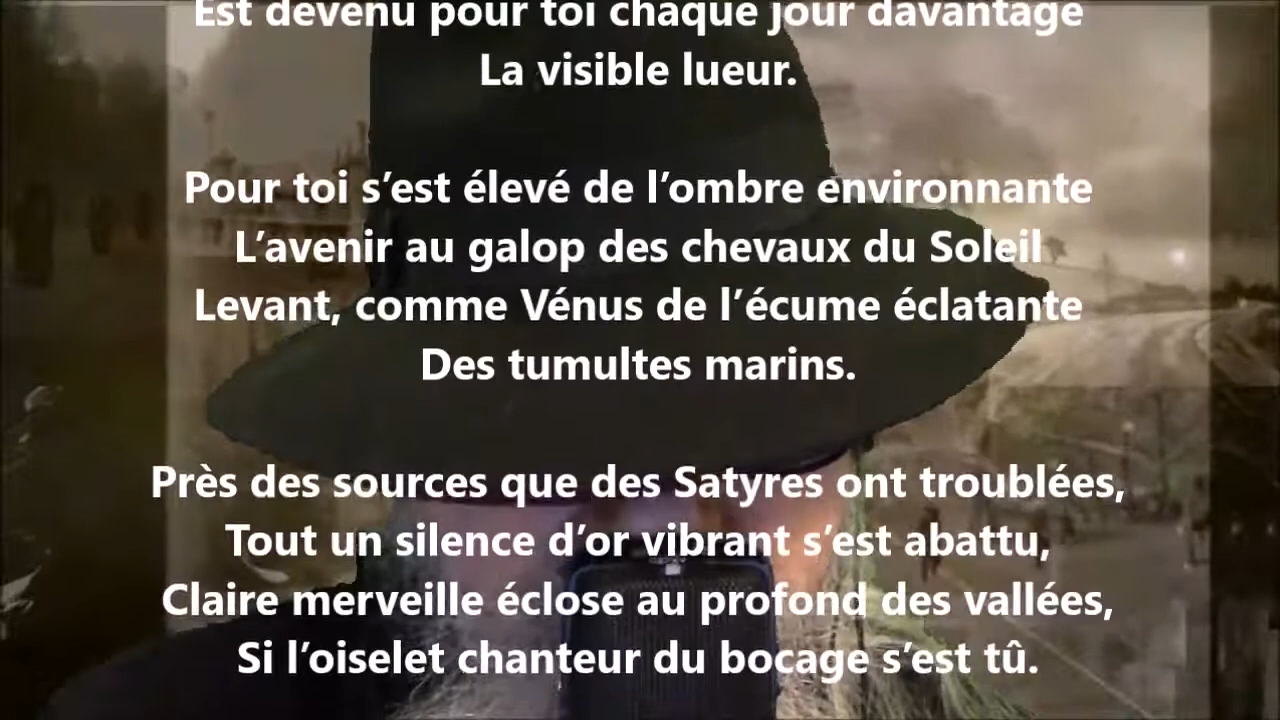 Est devenu pour toi chaque jour davantage
La visible lueur.
Pour toi s’est élevé de l’ombre environnante
L’avenir au galop des chevaux du Soleil
Levant, comme Vénus de l’écume éclatante
Des tumultes marins.
Près des sources que des Satyres ont troublées,
Tout un silence d’or vibrant s’est abattu,
Claire merveille éclose au profond des vallées,
Si l’oiselet chanteur du bocage s’est tû.